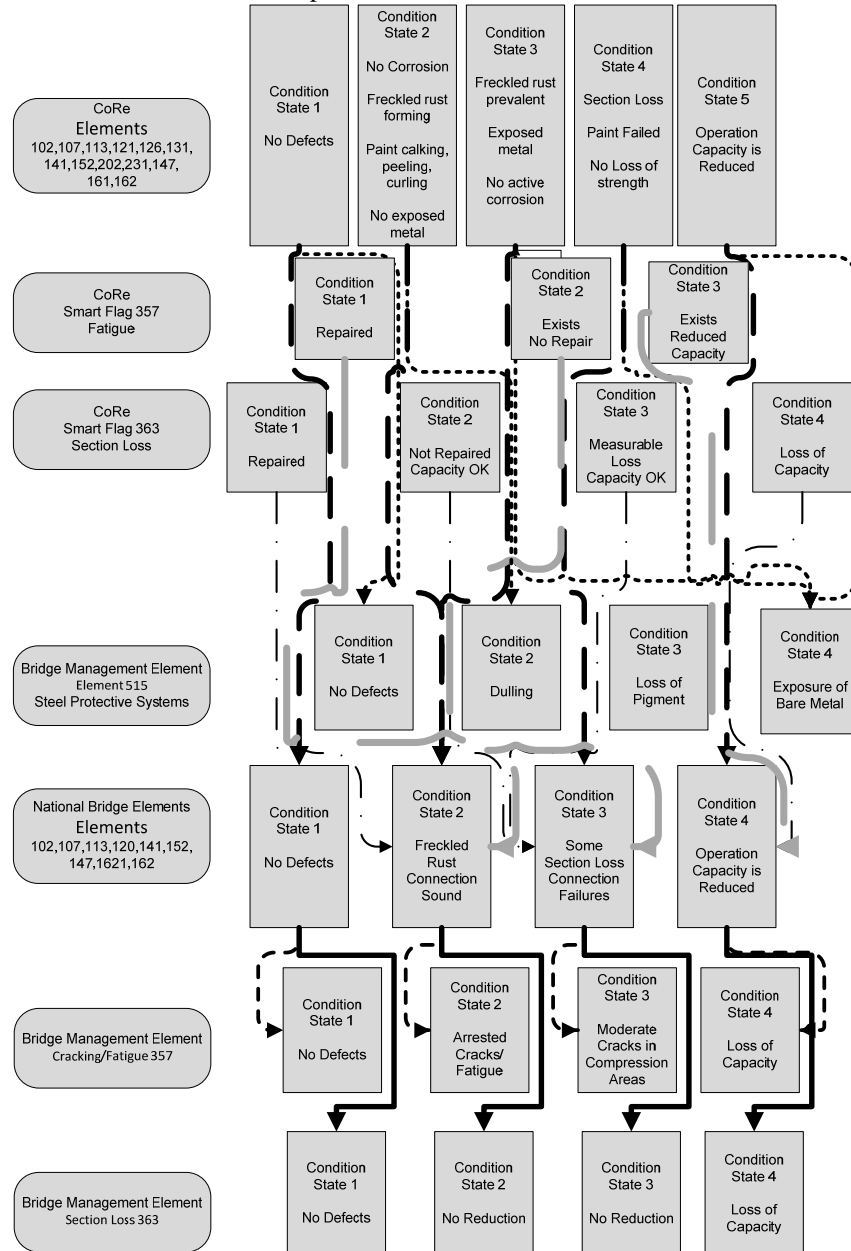 CoRe
Elements
102,107,113,121,126,131,
141,152,202,231,147,
161,162
Condition
State 1
No Defects
Condition
State 2
No Corrosion
Freckled rust
forming
Paint calking,
peeling,
curling
No exposed
metal
Condition
State 3
Freckled rust
prevalent
Exposed
metal
No active
corrosion
Condition
State 4
Section Loss
Paint Failed
No Loss of
strength
Condition
State 5
Operation
Capacity is
Reduced
CoRe
Smart Flag 357
Fatigue
Condition
State 1
Repaired
Condition
State 2
Exists
No Repair
Condition
State 3
Exists
Reduced
Capacity
CoRe
Smart Flag 363
Section Loss
Condition
State 1
Repaired
Condition
State 2
Not Repaired
Capacity OK
Condition
State 3
Measurable
Loss
Capacity OK
Condition
State 4
Loss of
Capacity
Bridge Management Element
Element 515
Steel Protective Systems
Condition
State 1
No Defects
Condition
State 2
Dulling
Condition
State 3
Loss of
Pigment
Condition
State 4
Exposure of
Bare Metal
National Bridge Elements
Elements
102,107,113,120,141,152,
147,1621,162
Condition
State 1
No Defects
Condition
State 2
Freckled
Rust
Connection
Sound
Condition
State 3
Some
Section Loss
Connection
Failures
Condition
State 4
Operation
Capacity is
Reduced
Bridge Management Element
Cracking/Fatigue 357
Condition
State 1
No Defects
Condition
State 2
Arrested
Cracks/
Fatigue
Condition
State 3
Moderate
Cracks in
Compression
Areas
Condition
State 4
Loss of
Capacity
Bridge Management Element
Section Loss 363
Condition
State 1
No Defects
Condition
State 2
No Reduction
Condition
State 3
No Reduction
Condition
State 4
Loss of
Capacity